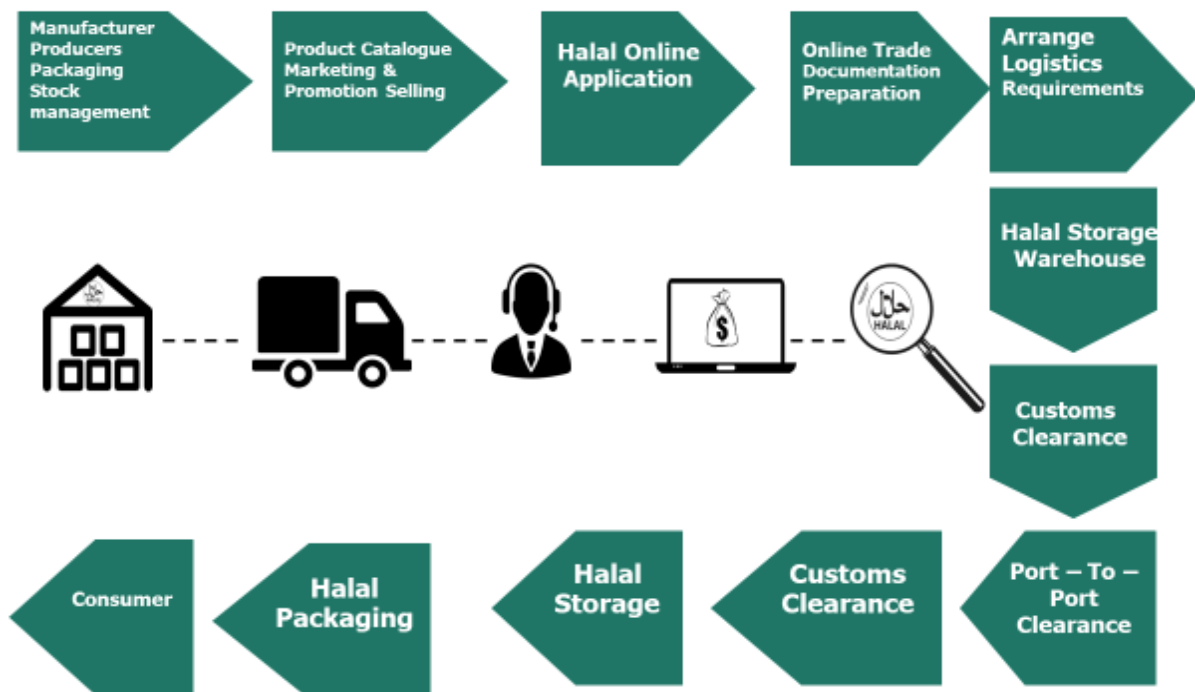 Manufacturer
Producers
Packaging
Stock
management
Product Catalogue
Marketing &
Promotion Selling
Halal Online
Application
Online Trade
Documentation
Preparation
Arrange
Logistics
Requirements
Halal Storage
Warehouse
$
حلال
HALAL
Customs
Clearance
Port – To –
Port
Clearance
Customs
Clearance
Halal
Storage
Halal
Packaging
Consumer